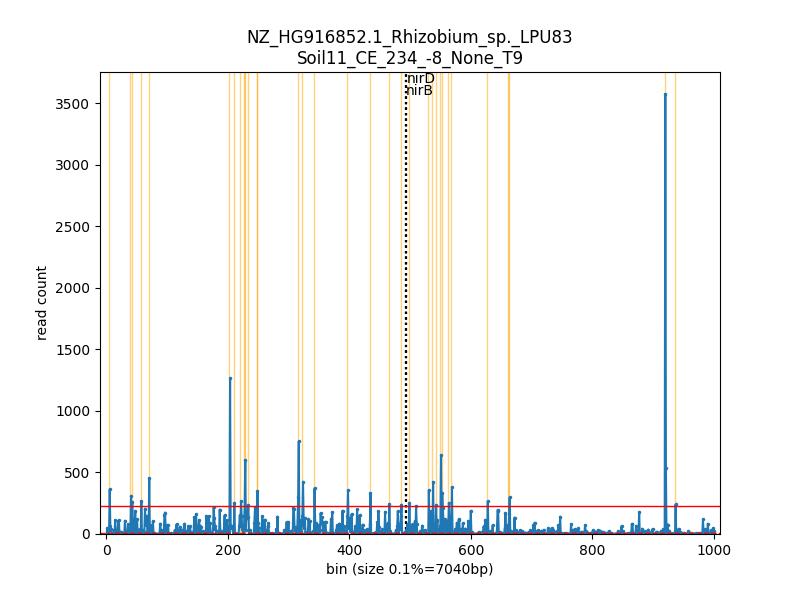 NZ_HG916852.1_Rhizobium_sp._LPU83
Soil11_CE_234_-8_None_T9
nirD
nirB
3500
3000
2500
2000
1500
1000
500
0
read count
0 200 400 600 800 1000
bin (size 0.1%=7040bp)